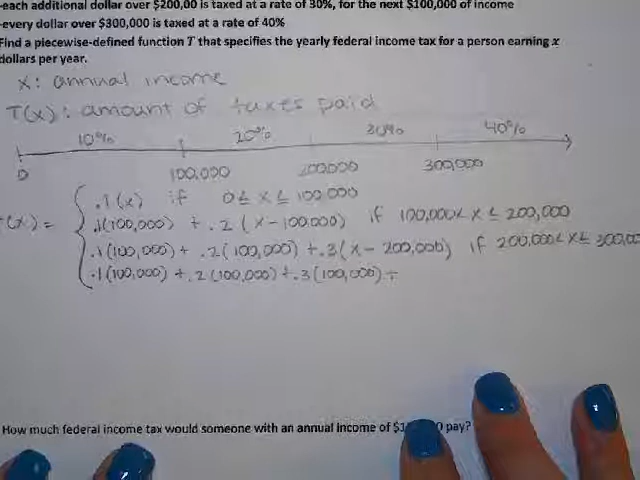 -each additional dollar over $200,00 is taxed at a rate of 30%, for the next $100,000 of income
-every dollar over $300,000 is taxed at a rate of 40%
Find a piecewise-defined function T that specifies the yearly federal income tax for a person earning x
dollars per year.
X: annual income
T(x): amount of taxes paid
10% 20% 30% 40%
0 100,000 200,000 300,000
.1(x) if 0 ≤ x ≤ 100,000
(x) = .1(100,000) + .2(x-100,000) if 100,000< x ≤ 200,000
.1(100,000) + .2(100,000) + .3(x- 200,000) if 200,000< x ≤ 300,00
.1(100,000) + .2(100,000) + .3(100,000) +
How much federal income tax would someone with an annual income of pay?